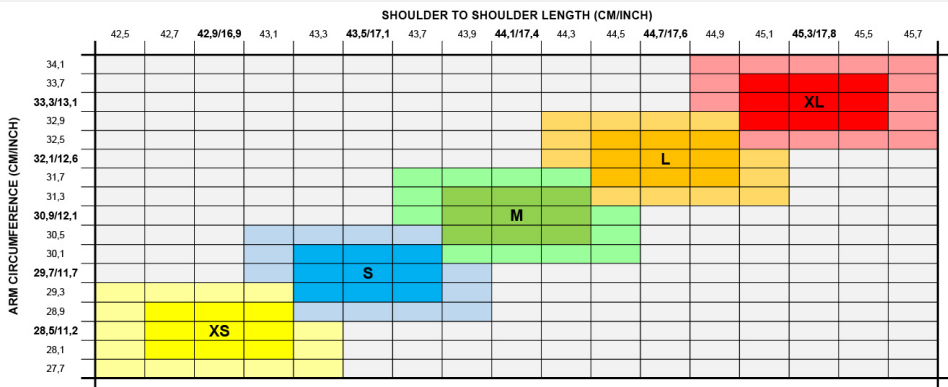 SHOULDER TO SHOULDER LENGTH (CM/INCH)
42,5 42,7 42,9/16,9 43,1 43,3 43,5/17,1 43,7 43,9 44,1/17,4 44,3 44,5 44,7/17,6 44,9 45,1 45,3/17,8 45,5 45,7
ARM CIRCUMFERENCE (CM/INCH)
34,1
33,7
33,3/13,1 XL
32,9
32,5
32,1/12,6 L
31,7
31,3
30,9/12,1 M
30,5
30,1
29,7/11,7 S
29,3
28,9
28,5/11,2 XS
28,1
27,7